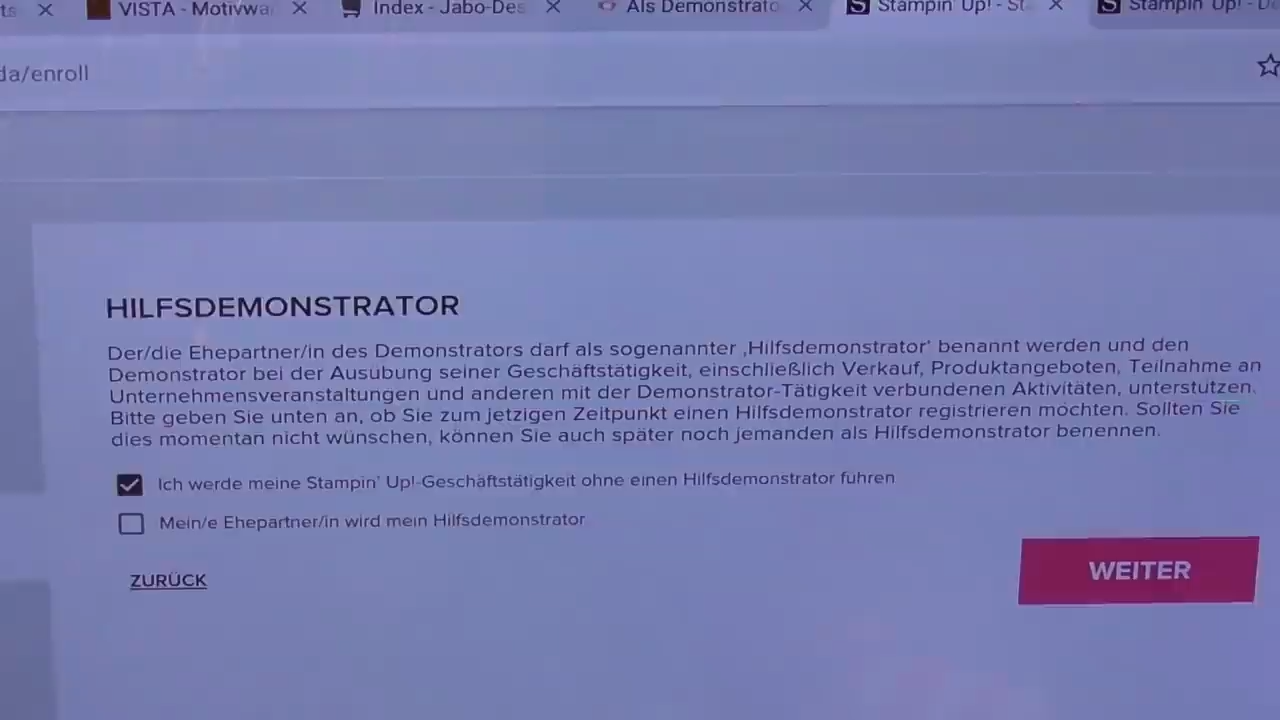 ts
VISTA - Motivwa
Index - Jabo-Des
Als Demonstrato
Stampin' Up! - St
Stampin' Up! - De
da/enroll
HILFSDEMONSTRATOR
Der/die Ehepartner/in des Demonstrators darf als sogenannter ‚Hilfsdemonstrator' benannt werden und den
Demonstrator bei der Ausübung seiner Geschäftstätigkeit, einschließlich Verkauf, Produktangeboten, Teilnahme an
Unternehmensveranstaltungen und anderen mit der Demonstrator-Tätigkeit verbundenen Aktivitäten, unterstützen.
Bitte geben Sie unten an, ob Sie zum jetzigen Zeitpunkt einen Hilfsdemonstrator registrieren möchten. Sollten Sie
dies momentan nicht wünschen, können Sie auch später noch jemanden als Hilfsdemonstrator benennen.
Ich werde meine Stampin' Up!-Geschäftstätigkeit ohne einen Hilfsdemonstrator führen
Mein/e Ehepartner/in wird mein Hilfsdemonstrator
ZURÜCK
WEITER